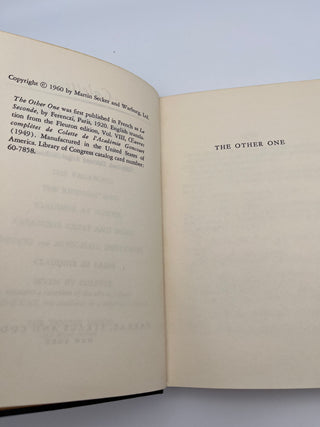 Copyright © 1960 by Martin Secker and Warburg, Ltd.
The Other One was first published in French as La
Seconde, by Ferenczi, Paris, 1920. English transla-
tion from the Fleuron edition, Vol. VIII, Œuvres
complètes de Colette de l'Académie Goncourt
(1949). Manufactured in the United States of
America. Library of Congress catalog card number:
60-7858.
THE OTHER ONE